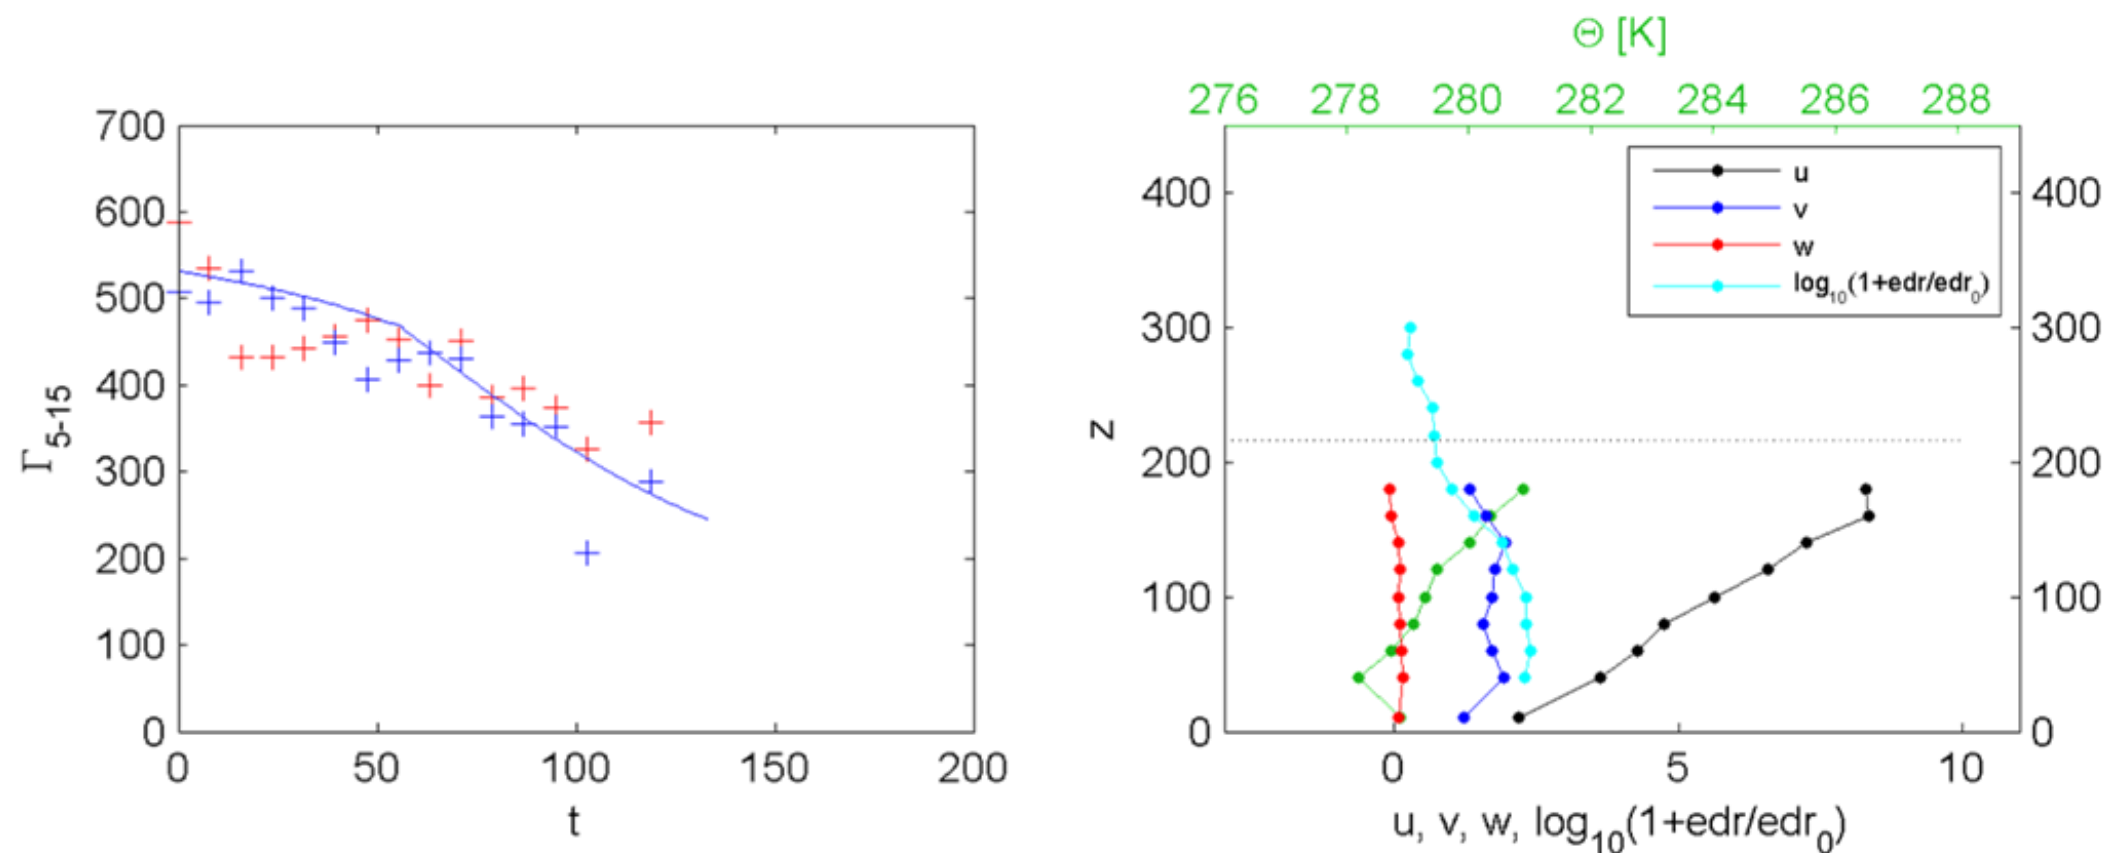 700
600
500
400
300
200
100
0
Γ5-15
0 50 100 150 200
t
Θ [K]
276 278 280 282 284 286 288
400
300
200
100
0
z
u
v
w
log10(1+edr/edr0)
400
300
200
100
0
0 5 10
u, v, w, log10(1+edr/edr0)